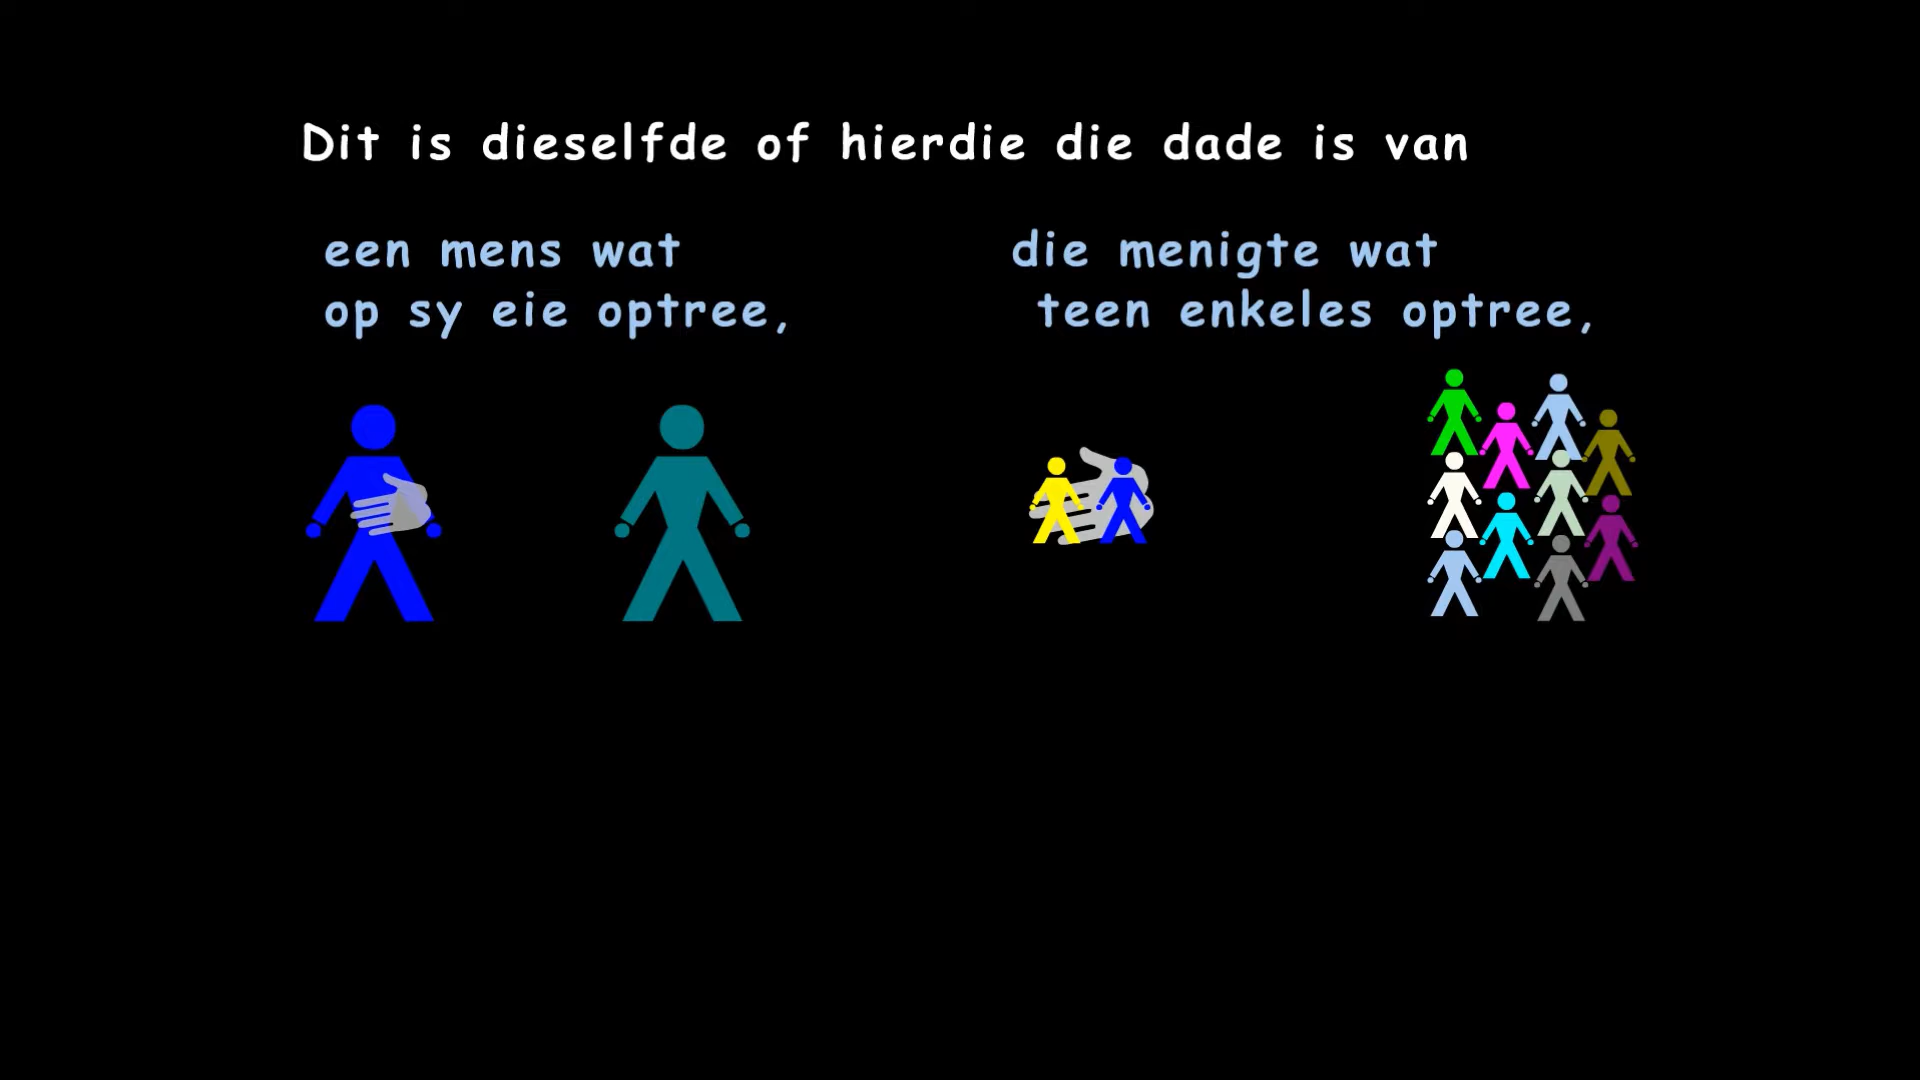 Dit is dieselfde of hierdie die dade is van
een mens wat
op sy eie optree,
die menigte wat
teen enkeles optree,